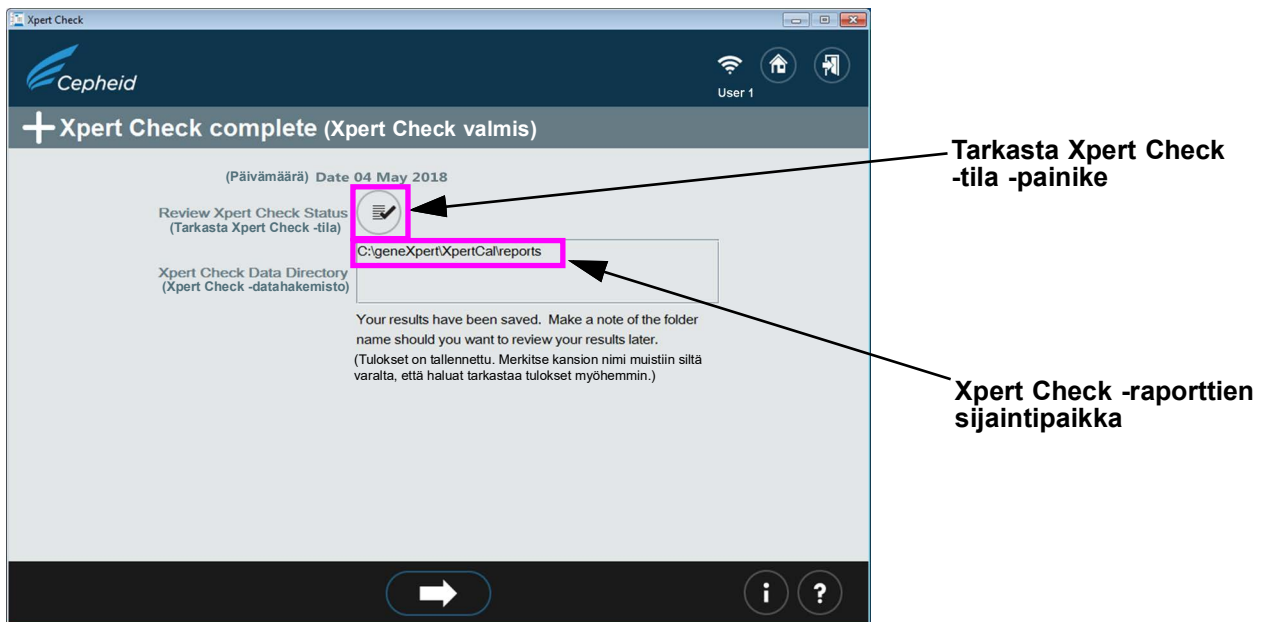 Xpert Check
Cepheid
User 1
Xpert Check complete (Xpert Check valmis)
(Päivämäärä) Date 04 May 2018
Review Xpert Check Status
(Tarkasta Xpert Check -tila)
C:\geneXpert\XpertCal\reports
Xpert Check Data Directory
(Xpert Check -datahakemisto)
Your results have been saved. Make a note of the folder
name should you want to review your results later.
(Tulokset on tallennettu. Merkitse kansion nimi muistiin siltä
varalta, että haluat tarkastaa tulokset myöhemmin.)
Tarkasta Xpert Check
-tila -painike
Xpert Check -raporttien
sijaintipaikka
i
?